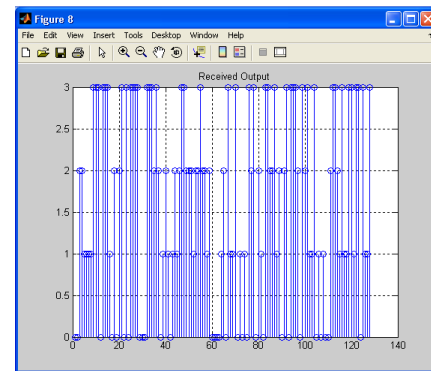 Figure 8
File Edit View Insert Tools Desktop Window Help
Received Output
3
2.5
2
1.5
1
0.5
0
0 20 40 60 80 100 120 140